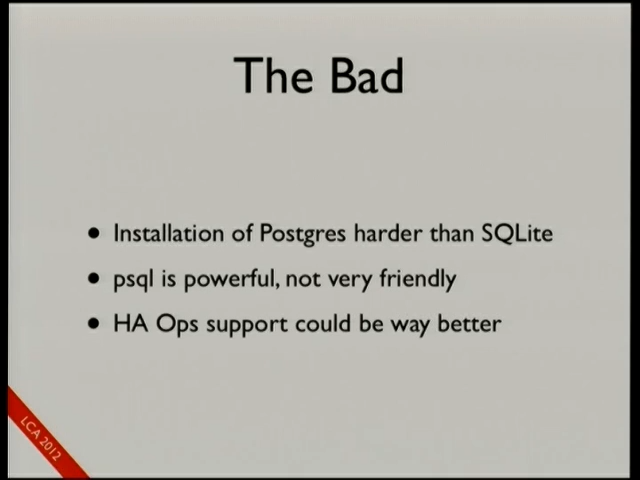 The Bad
• Installation of Postgres harder than SQLite
• psql is powerful, not very friendly
• HA Ops support could be way better
LCA 2012